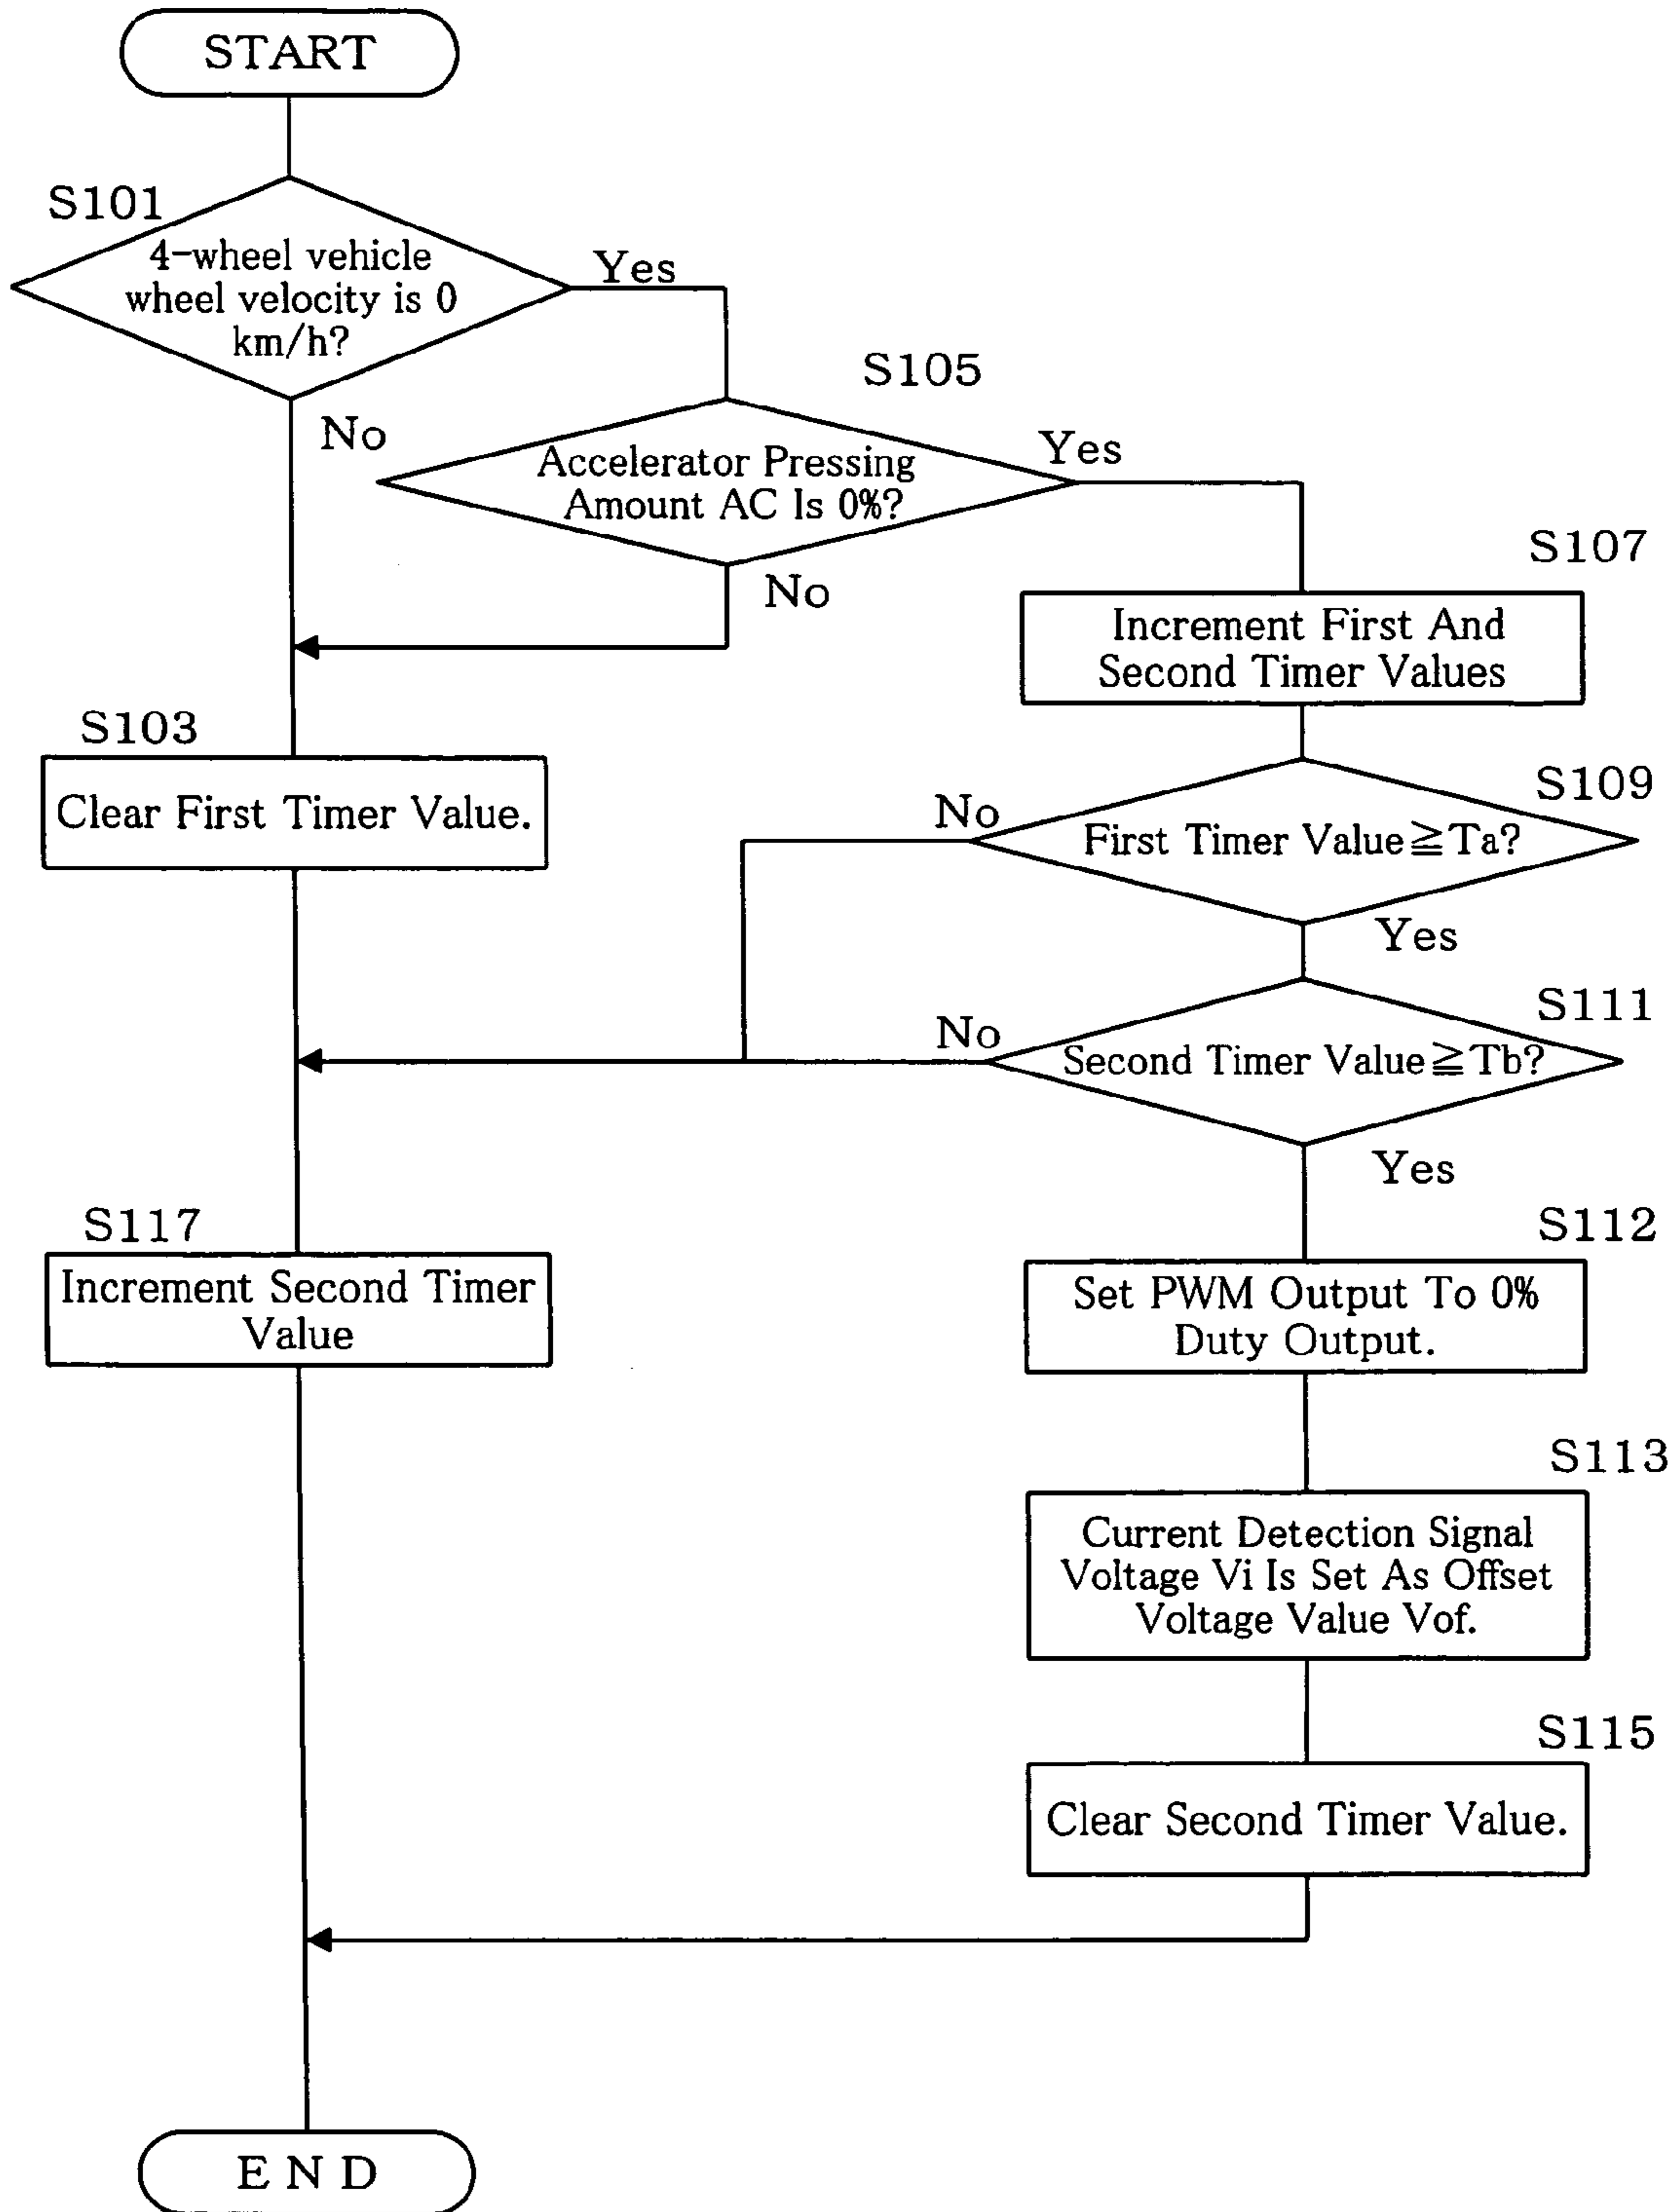 START
S101
4-wheel vehicle
wheel velocity is 0
km/h?
Yes
No
S105
Accelerator Pressing
Amount AC Is 0%?
Yes
No
S107
Increment First And
Second Timer Values
S103
Clear First Timer Value.
S109
First Timer Value≧Ta?
No
Yes
S111
Second Timer Value≧Tb?
No
Yes
S117
Increment Second Timer
Value
S112
Set PWM Output To 0%
Duty Output.
S113
Current Detection Signal
Voltage Vi Is Set As Offset
Voltage Value Vof.
S115
Clear Second Timer Value.
END